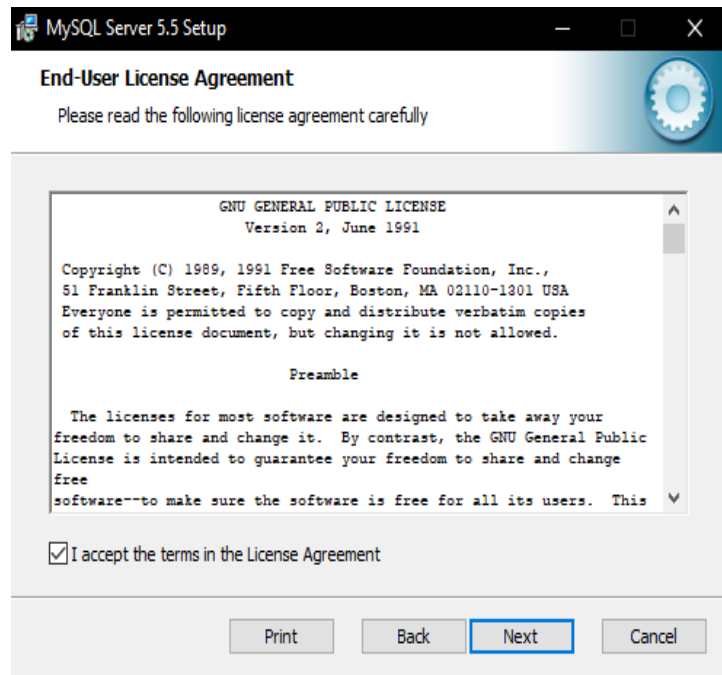 MySQL Server 5.5 Setup
End-User License Agreement
Please read the following license agreement carefully
GNU GENERAL PUBLIC LICENSE
Version 2, June 1991
Copyright (C) 1989, 1991 Free Software Foundation, Inc.,
51 Franklin Street, Fifth Floor, Boston, MA 02110-1301 USA
Everyone is permitted to copy and distribute verbatim copies
of this license document, but changing it is not allowed.
Preamble
The licenses for most software are designed to take away your
freedom to share and change it. By contrast, the GNU General Public
License is intended to guarantee your freedom to share and change
free
software--to make sure the software is free for all its users. This
I accept the terms in the License Agreement
Print Back Next Cancel